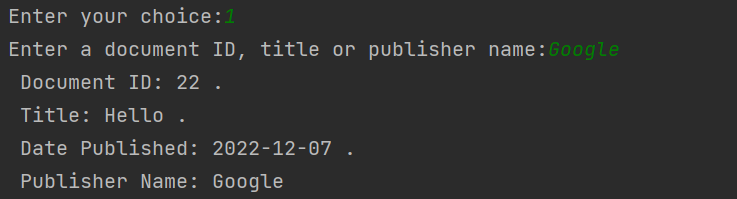 Enter your choice:1
Enter a document ID, title or publisher name:Google
Document ID: 22 .
Title: Hello .
Date Published: 2022-12-07 .
Publisher Name: Google